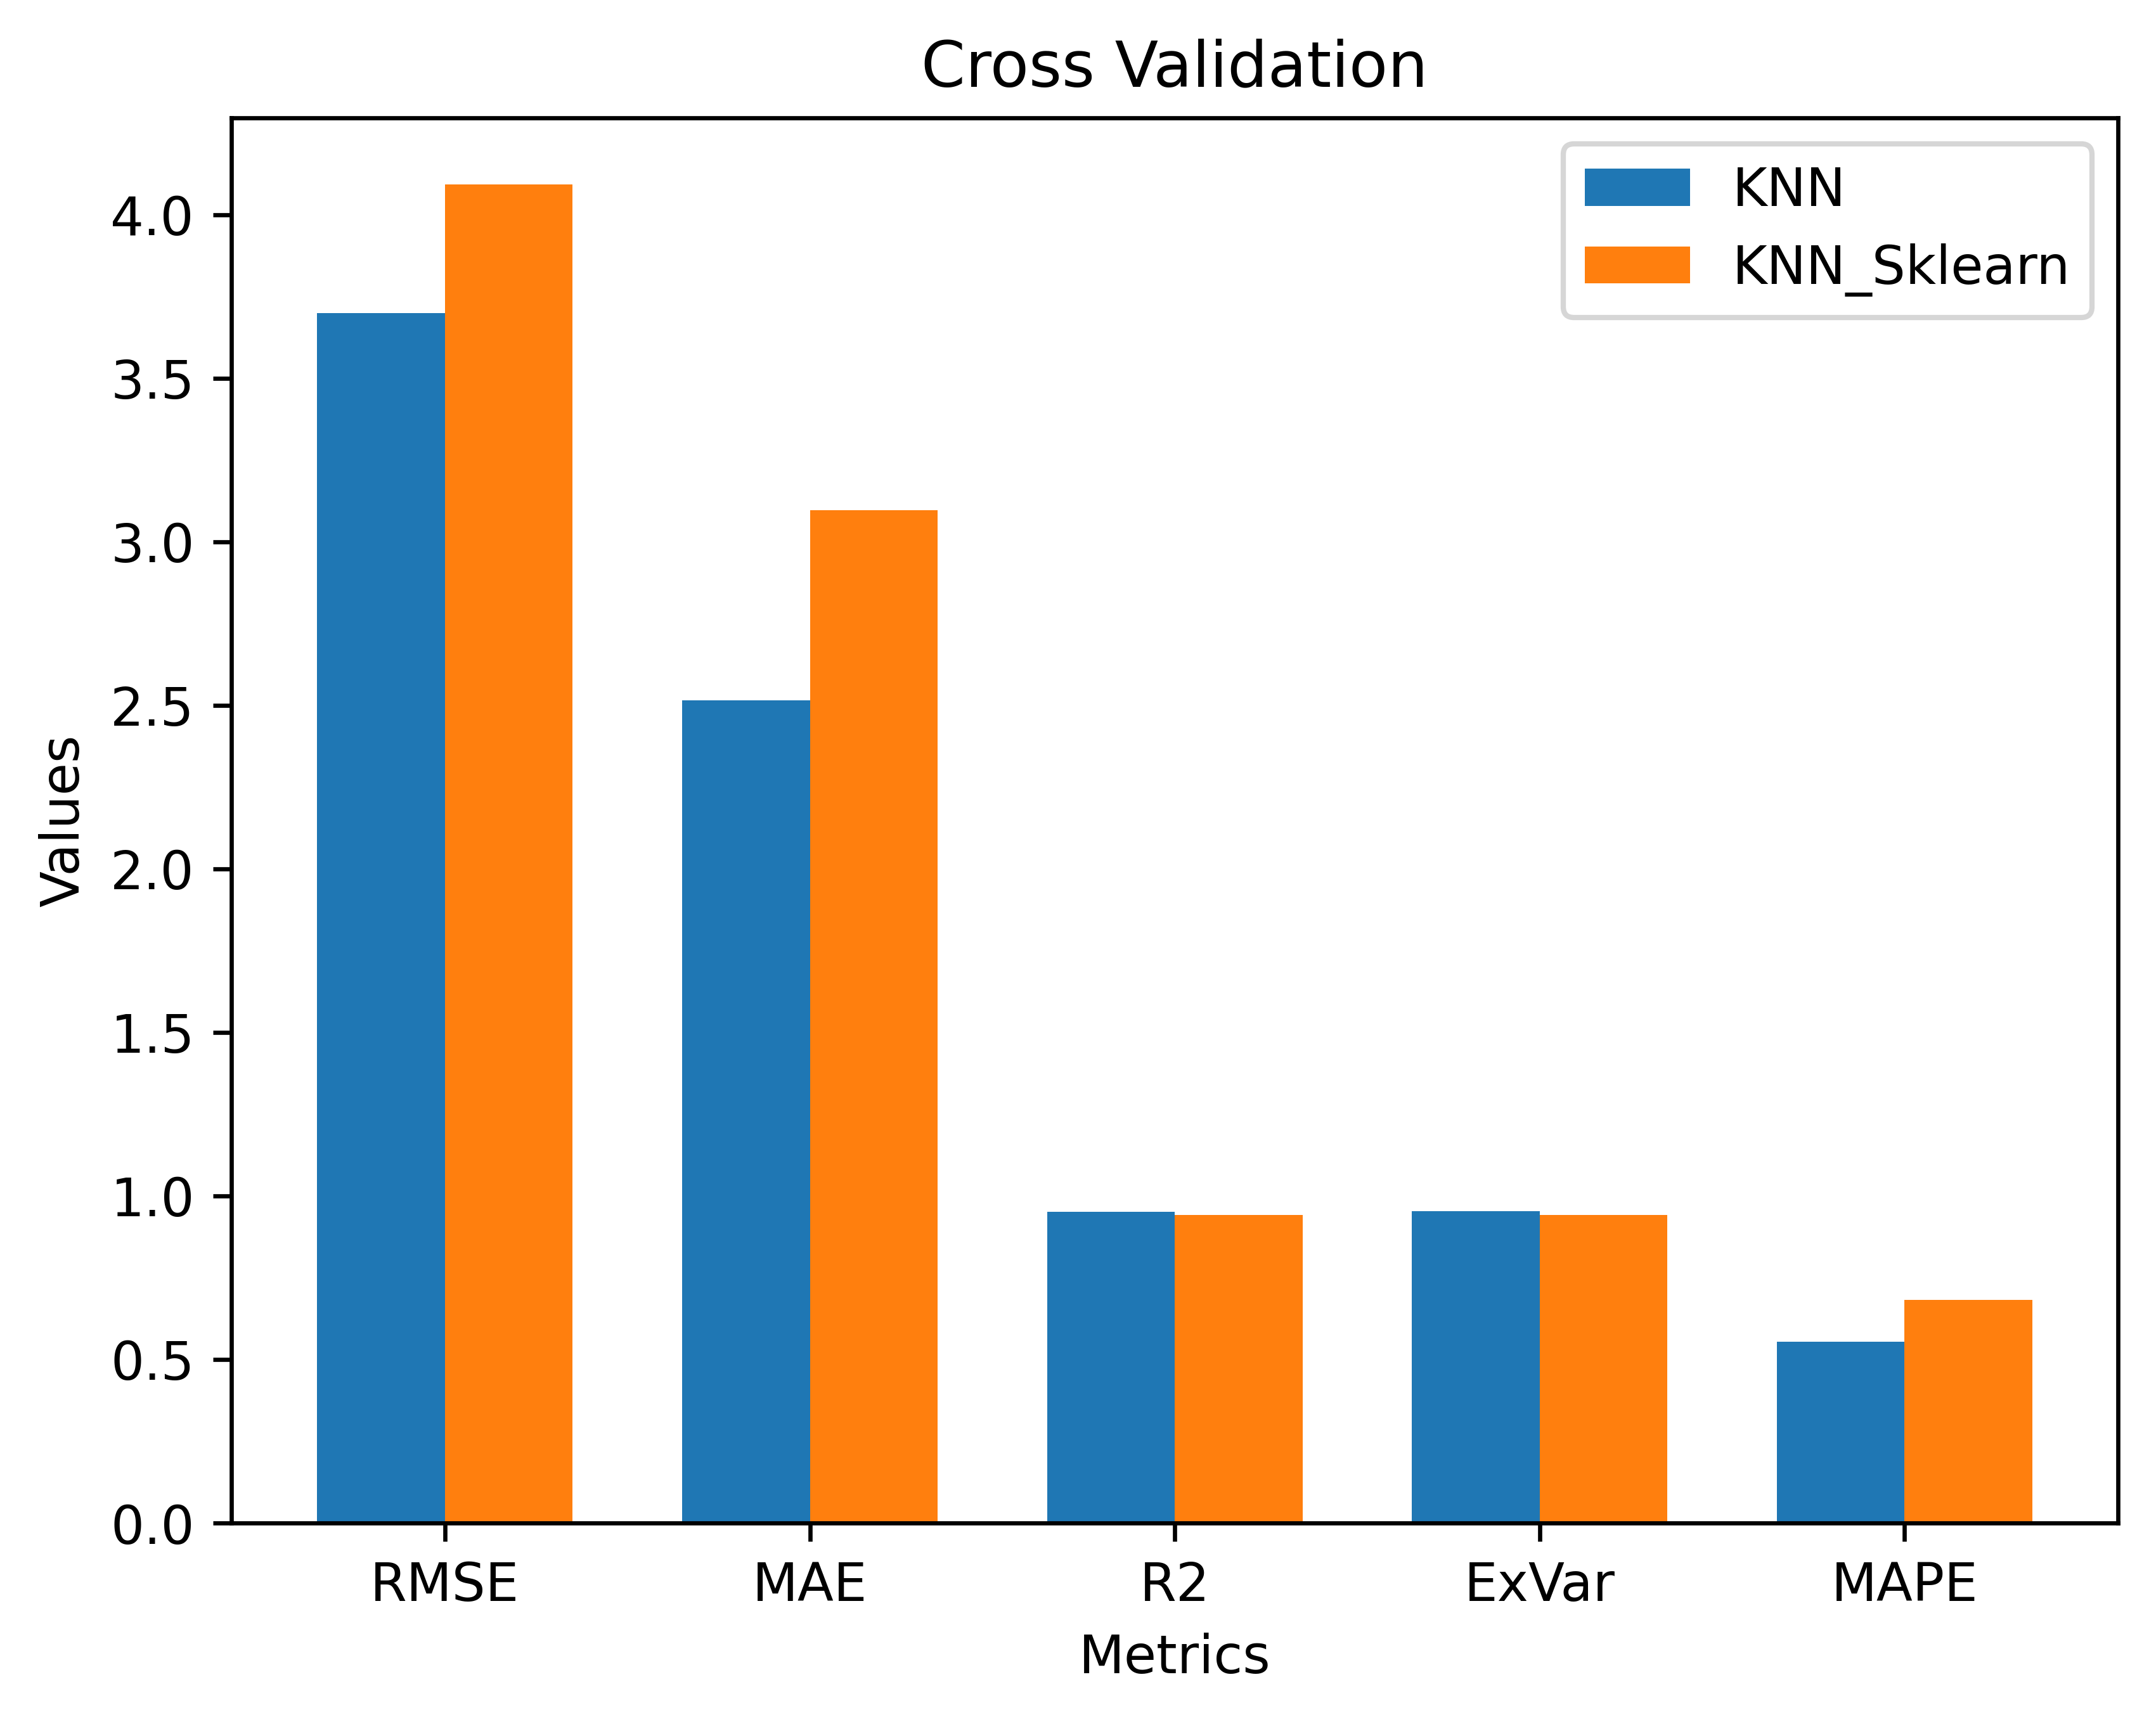 Cross Validation
KNN
KNN_Sklearn
Values
4.0
3.5
3.0
2.5
2.0
1.5
1.0
0.5
0.0
RMSE MAE R2 ExVar MAPE
Metrics